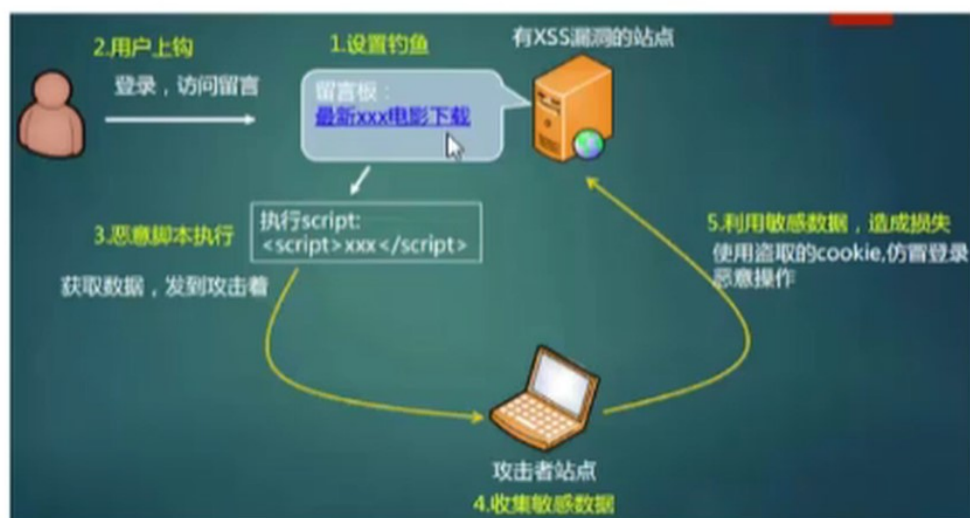 2.用户上钩
登录，访问留言
1.设置钓鱼
留言板：
最新xxx电影下载
有XSS漏洞的站点
3.恶意脚本执行
执行script:
<script>xxx</script>
获取数据，发到攻击着
5.利用敏感数据，造成损失
使用盗取的cookie,仿冒登录
恶意操作
攻击者站点
4.收集敏感数据